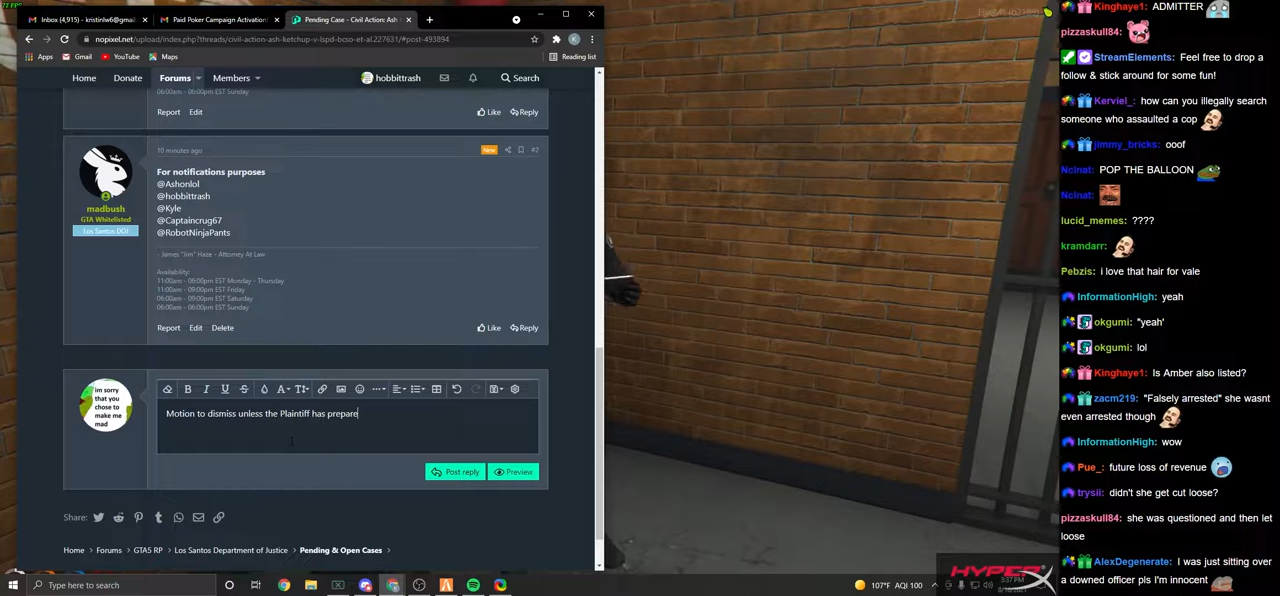 77 FPS
Inbox (4,915) - kristinlw6@gmai
Paid Poker Campaign Activation
Pending Case - Civil Action: Ash
nopixel.net/upload/index.php?threads/civil-action-ash-ketchup-v-lspd-bcso-et-al.227631/#post-493894
Apps Gmail YouTube Maps Reading list
Home Donate Forums Members hobbittrash Search
06:00am - 06:00pm EST Sunday
Report Edit Like Reply
10 minutes ago New #2
madbush
GTA Whitelisted
Los Santos DOJ
For notifications purposes
@Ashonlol
@hobbittrash
@Kyle
@Captaincrug67
@RobotNinjaPants
- James "Jim" Haze - Attorney At Law
Availability:
11:00am - 06:00pm EST Monday - Thursday
11:00am - 09:00pm EST Friday
06:00am - 09:00pm EST Saturday
06:00am - 06:00pm EST Sunday
Report Edit Delete Like Reply
im sorry
that you
chose to
make me
mad
Motion to dismiss unless the Plaintiff has prepare
Post reply Preview
Share:
Home > Forums > GTA5 RP > Los Santos Department of Justice > Pending & Open Cases >
Type here to search
107°F AQI 100
3:37 PM
HYPERX
Kinghaye1: ADMITTER
pizzaskull84:
StreamElements: Feel free to drop a
follow & stick around for some fun!
Kerviel_: how can you illegally search
someone who assaulted a cop
jimmy_bricks: ooof
Ncinat: POP THE BALLOON
Ncinat:
lucid_memes: ????
kramdarr:
Pebzis: i love that hair for vale
InformationHigh: yeah
okgumi: "yeah'
okgumi: lol
Kinghaye1: Is Amber also listed?
zacm219: "Falsely arrested" she wasnt
even arrested though
InformationHigh: wow
Pue_: future loss of revenue
trysii: didn't she get cut loose?
pizzaskull84: she was questioned and then let
loose
AlexDegenerate: I was just sitting over
a downed officer pls I'm innocent